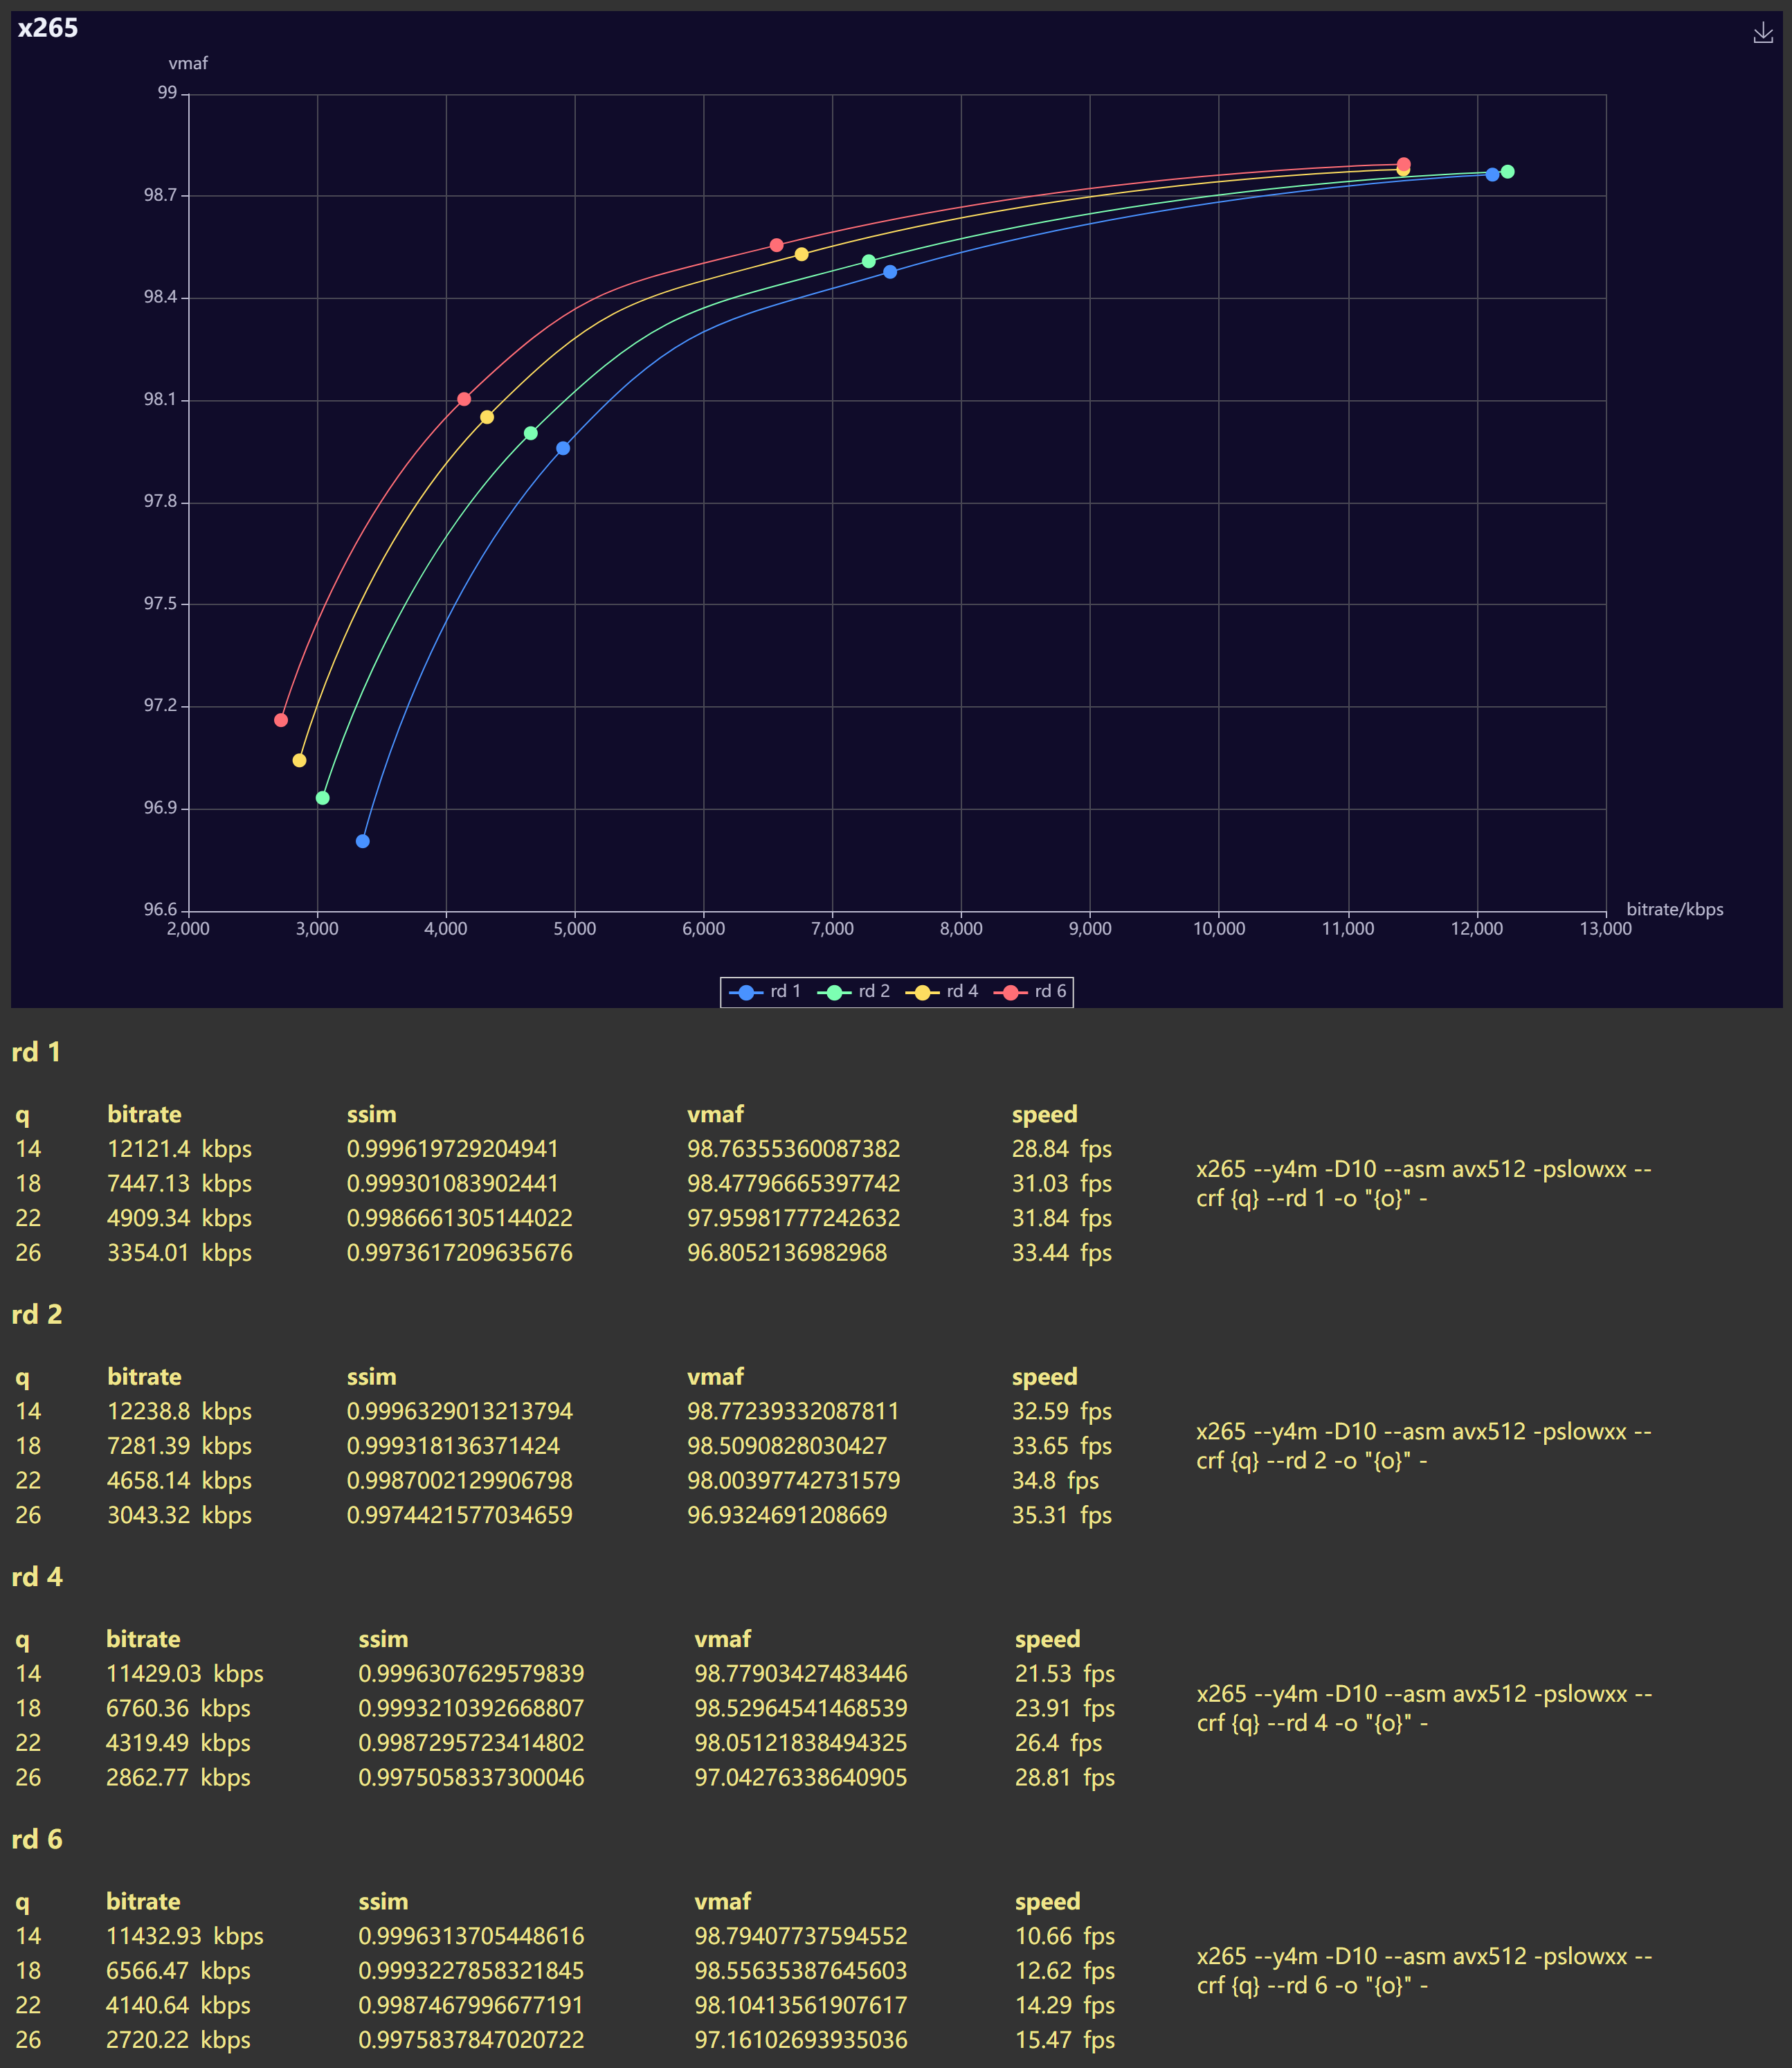 x265
vmaf
99
98.7
98.4
98.1
97.8
97.5
97.2
96.9
96.6
bitrate/kbps
2,000 3,000 4,000 5,000 6,000 7,000 8,000 9,000 10,000 11,000 12,000 13,000
rd 1 rd 2 rd 4 rd 6
rd 1
q bitrate ssim vmaf speed
14 12121.4 kbps 0.999619729204941 98.76355360087382 28.84 fps
18 7447.13 kbps 0.999301083902441 98.47796665397742 31.03 fps
22 4909.34 kbps 0.9986661305144022 97.95981777242632 31.84 fps
26 3354.01 kbps 0.9973617209635676 96.8052136982968 33.44 fps
x265 --y4m -D10 --asm avx512 -pslowxx --
crf {q} --rd 1 -o "{o}" -
rd 2
q bitrate ssim vmaf speed
14 12238.8 kbps 0.9996329013213794 98.77239332087811 32.59 fps
18 7281.39 kbps 0.999318136371424 98.5090828030427 33.65 fps
22 4658.14 kbps 0.9987002129906798 98.00397742731579 34.8 fps
26 3043.32 kbps 0.9974421577034659 96.9324691208669 35.31 fps
x265 --y4m -D10 --asm avx512 -pslowxx --
crf {q} --rd 2 -o "{o}" -
rd 4
q bitrate ssim vmaf speed
14 11429.03 kbps 0.9996307629579839 98.77903427483446 21.53 fps
18 6760.36 kbps 0.9993210392668807 98.52964541468539 23.91 fps
22 4319.49 kbps 0.9987295723414802 98.05121838494325 26.4 fps
26 2862.77 kbps 0.9975058337300046 97.04276338640905 28.81 fps
x265 --y4m -D10 --asm avx512 -pslowxx --
crf {q} --rd 4 -o "{o}" -
rd 6
q bitrate ssim vmaf speed
14 11432.93 kbps 0.9996313705448616 98.79407737594552 10.66 fps
18 6566.47 kbps 0.9993227858321845 98.55635387645603 12.62 fps
22 4140.64 kbps 0.9987467996677191 98.10413561907617 14.29 fps
26 2720.22 kbps 0.9975837847020722 97.16102693935036 15.47 fps
x265 --y4m -D10 --asm avx512 -pslowxx --
crf {q} --rd 6 -o "{o}" -